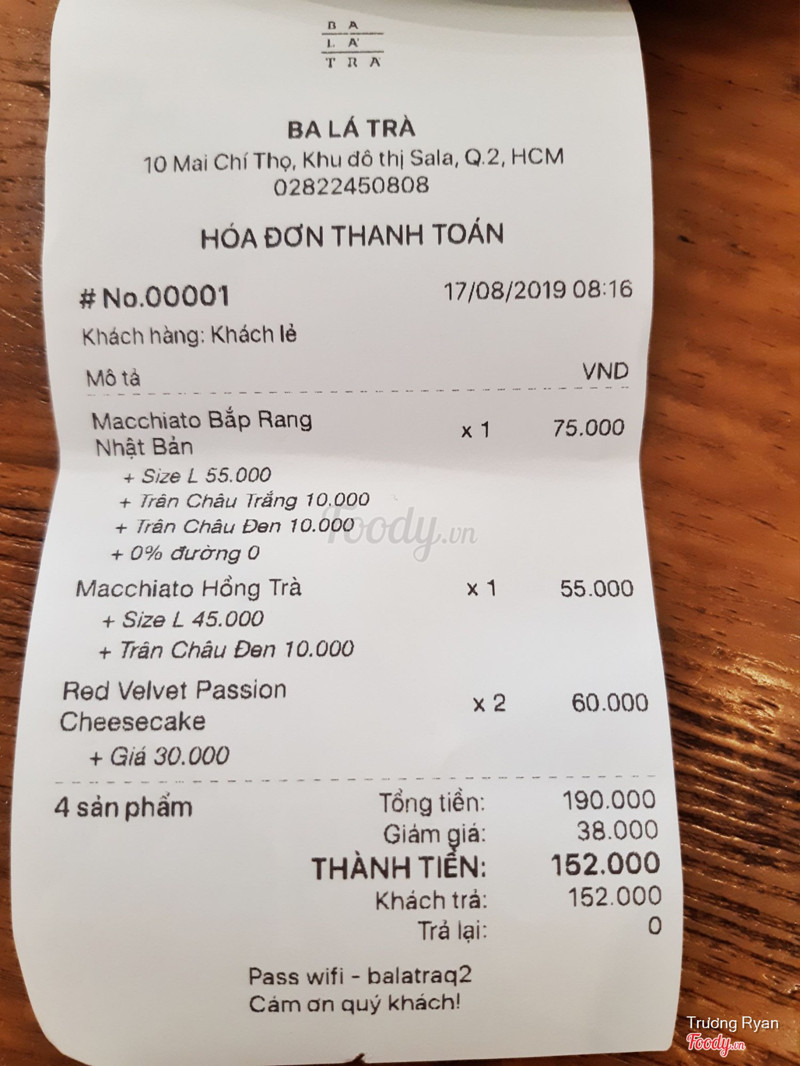 BA
LÁ
TRÀ
BA LÁ TRÀ
10 Mai Chí Thọ, Khu đô thị Sala, Q.2, HCM
02822450808
HÓA ĐƠN THANH TOÁN
# No.00001 17/08/2019 08:16
Khách hàng: Khách lẻ
Mô tả VND
Macchiato Bắp Rang x 1 75.000
Nhật Bản
+ Size L 55.000
+ Trân Châu Trắng 10.000
+ Trân Châu Đen 10.000
Foody.vn
+ 0% đường 0
Macchiato Hồng Trà x 1 55.000
+ Size L 45.000
+ Trân Châu Đen 10.000
Red Velvet Passion x 2 60.000
Cheesecake
+ Giá 30.000
4 sản phẩm Tổng tiền: 190.000
Giảm giá: 38.000
THÀNH TIỀN: 152.000
Khách trả: 152.000
Trả lại: 0
Pass wifi - balatraq2
Cám ơn quý khách!
Trương Ryan
Foody.vn